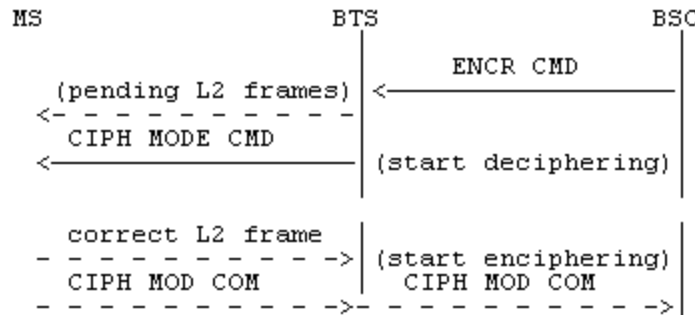 MS BTS BSC
ENCR CMD
(pending L2 frames)
CIPH MODE CMD
(start deciphering)
correct L2 frame
(start enciphering)
CIPH MOD COM CIPH MOD COM